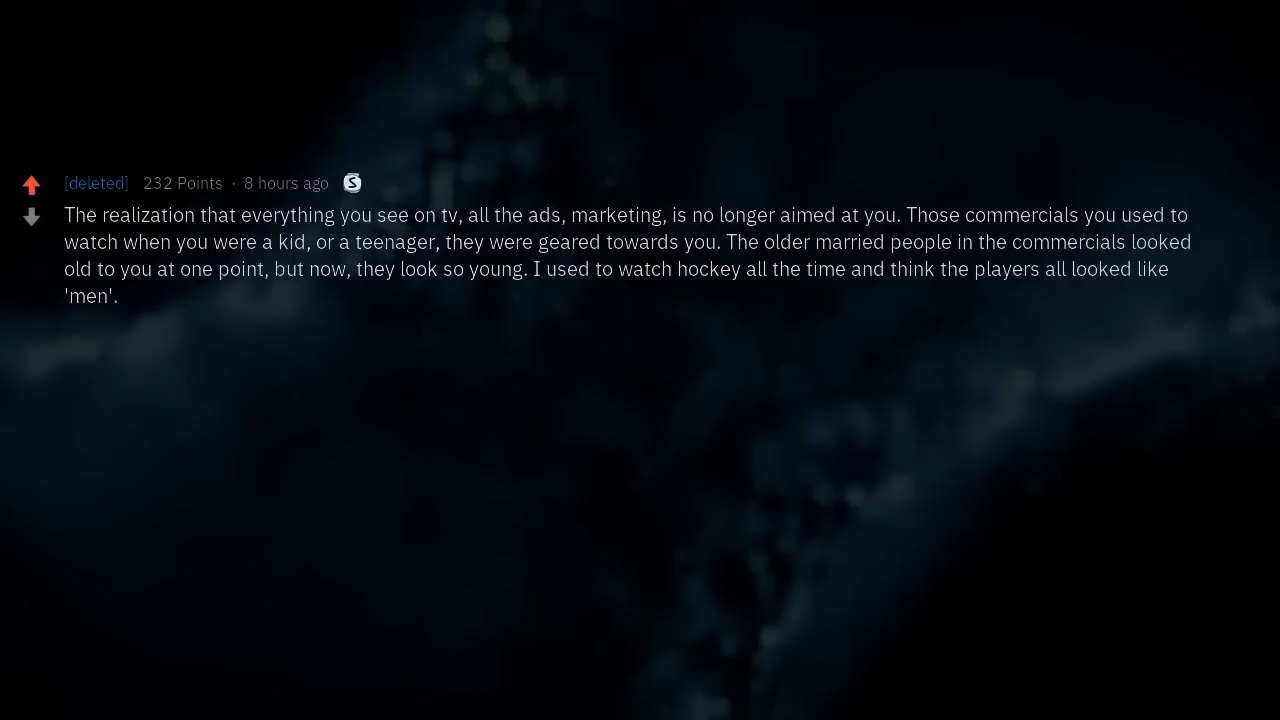 [deleted] 232 Points · 8 hours ago
The realization that everything you see on tv, all the ads, marketing, is no longer aimed at you. Those commercials you used to
watch when you were a kid, or a teenager, they were geared towards you. The older married people in the commercials looked
old to you at one point, but now, they look so young. I used to watch hockey all the time and think the players all looked like
'men'.